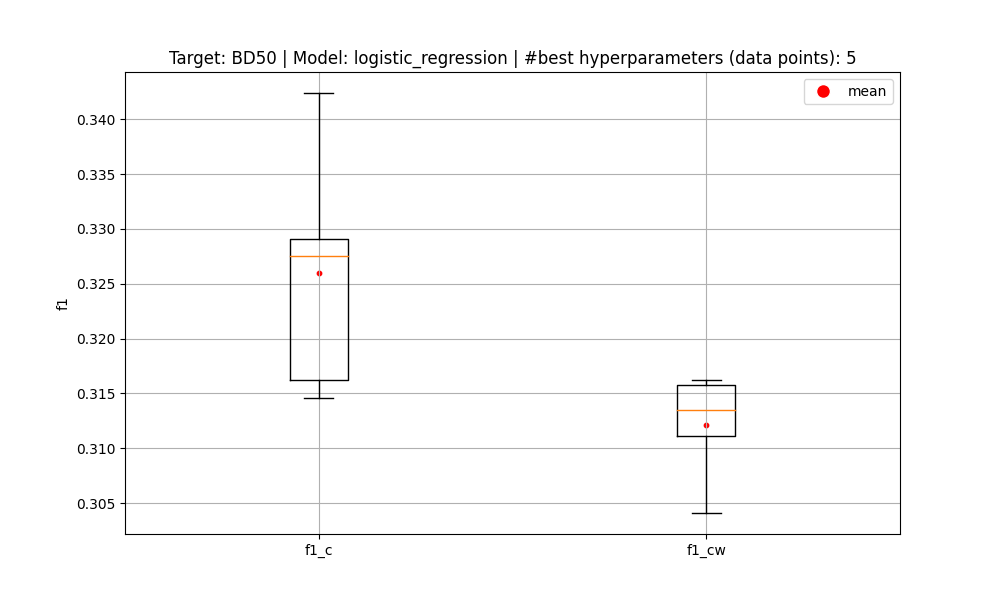 Target: BD50 | Model: logistic_regression | #best hyperparameters (data points): 5
mean
0.340
0.335
0.330
0.325
0.320
0.315
0.310
0.305
f1
f1_c
f1_cw